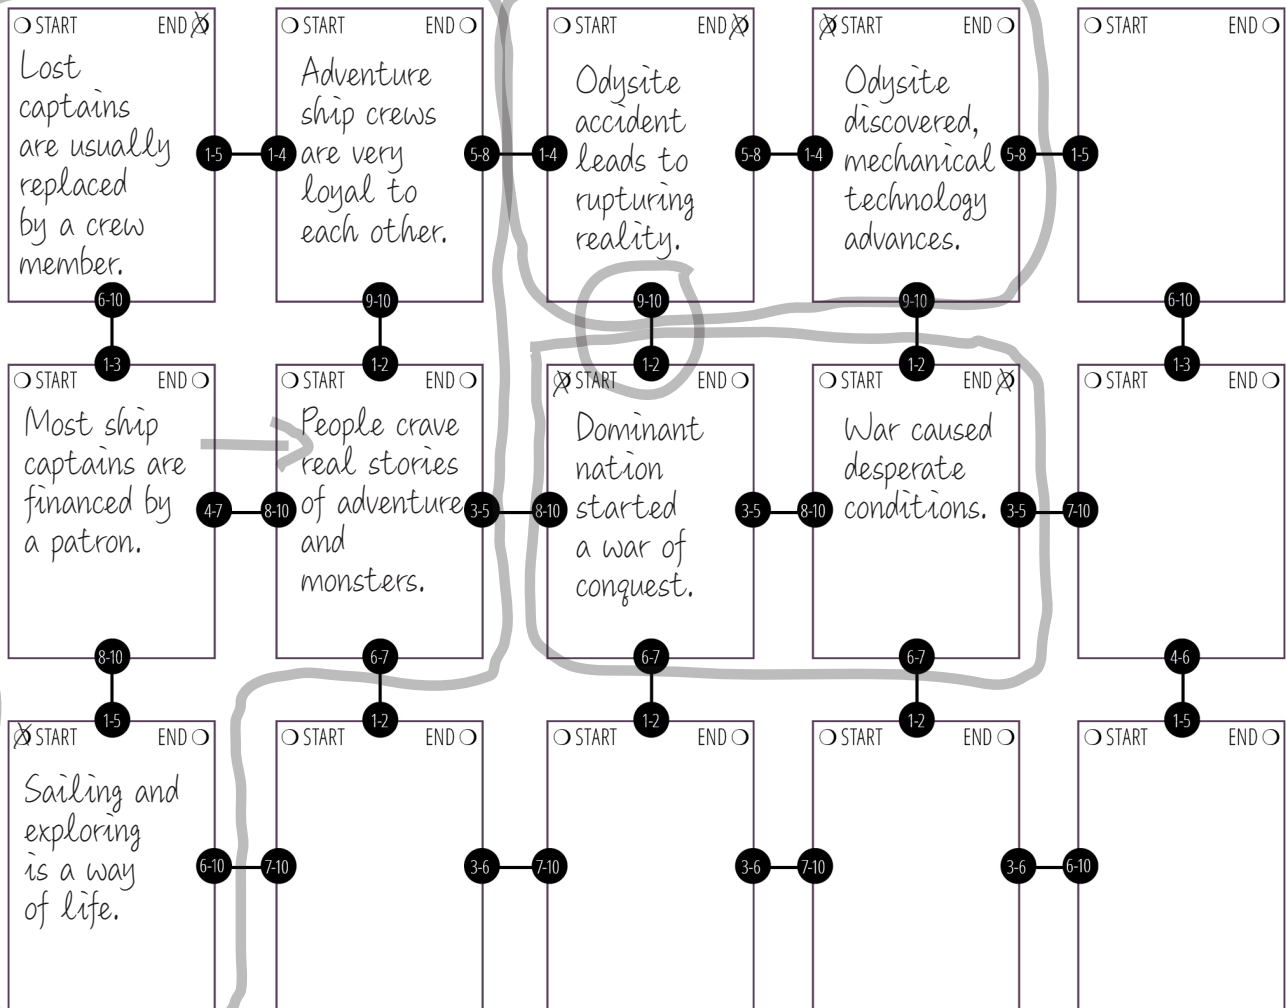 START END
Lost
captains
are usually
replaced
by a crew
member.
1-5
6-10
START END
Adventure
ship crews
are very
loyal to
each other.
1-4
5-8
9-10
START END
Odysite
accident
leads to
rupturing
reality.
1-4
5-8
9-10
START END
Odysite
discovered,
mechanical
technology
advances.
1-4
5-8
9-10
START END
1-5
6-10
1-3
START END
Most ship
captains are
financed by
a patron.
4-7
8-10
1-2
START END
People crave
real stories
of adventure
and
monsters.
8-10
3-5
6-7
1-2
START END
Dominant
nation
started
a war of
conquest.
8-10
3-5
6-7
1-2
START END
War caused
desperate
conditions.
8-10
3-5
6-7
1-3
START END
7-10
4-6
1-5
START END
Sailing and
exploring
is a way
of life.
6-10
1-2
START END
7-10
3-6
1-2
START END
7-10
3-6
1-2
START END
7-10
3-6
1-5
START END
6-10